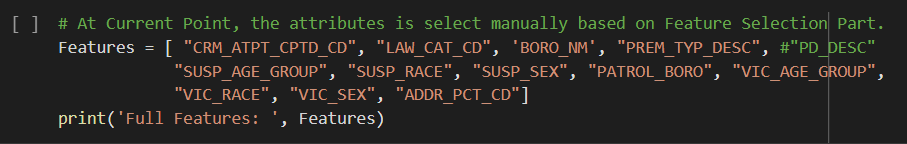 [ ] # At Current Point, the attributes is select manually based on Feature Selection Part.
Features = [ "CRM_ATPT_CPTD_CD", "LAW_CAT_CD", 'BORO_NM', "PREM_TYP_DESC", #"PD_DESC"
"SUSP_AGE_GROUP", "SUSP_RACE", "SUSP_SEX", "PATROL_BORO", "VIC_AGE_GROUP",
"VIC_RACE", "VIC_SEX", "ADDR_PCT_CD"]
print('Full Features: ', Features)